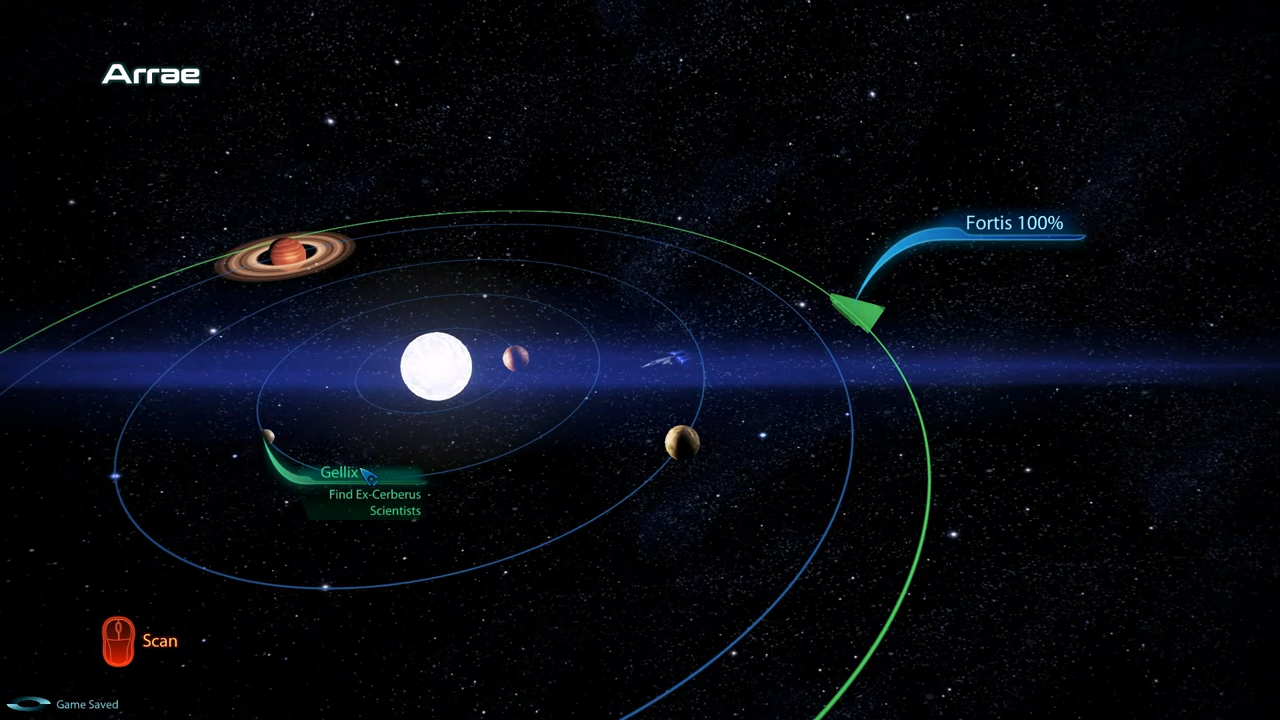 Arrae
Fortis 100%
Gellix
Find Ex-Cerberus
Scientists
Scan
Game Saved